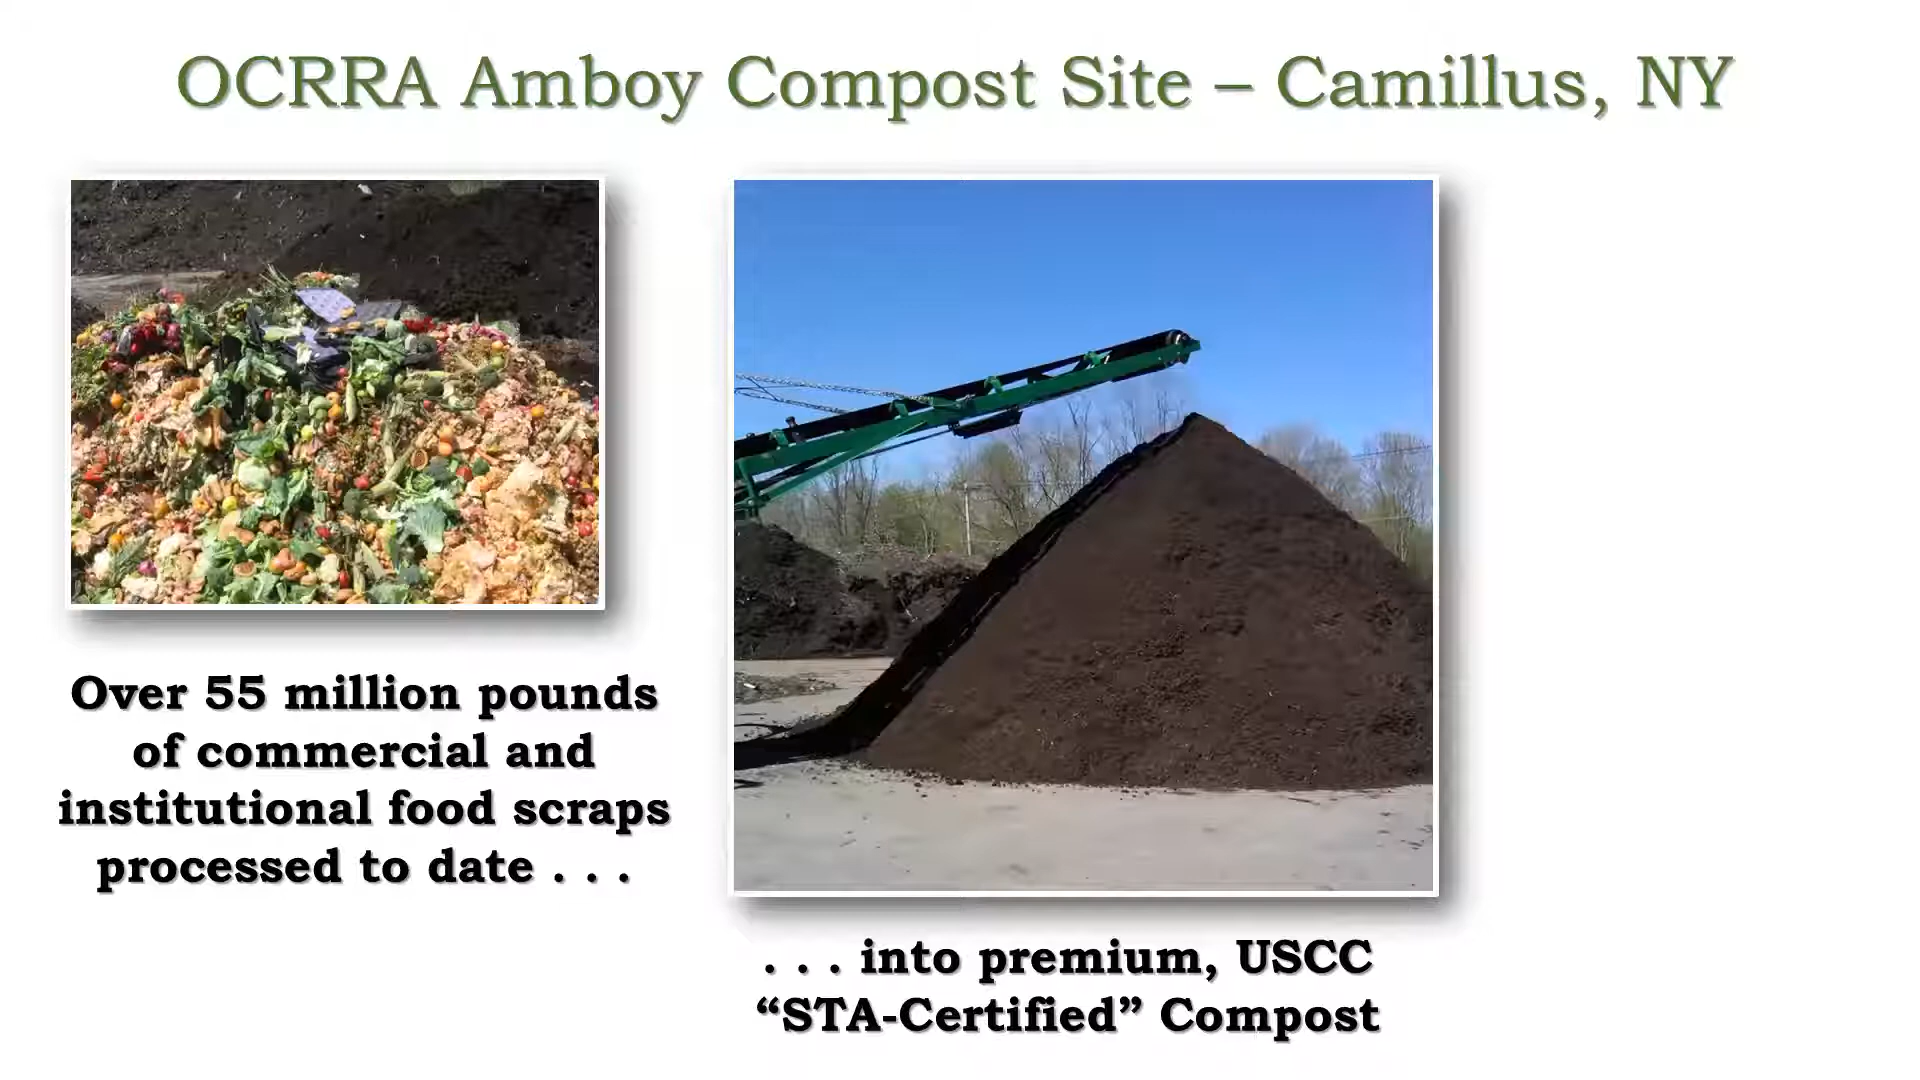 OCRRA Amboy Compost Site – Camillus, NY
Over 55 million pounds
of commercial and
institutional food scraps
processed to date . . .
. . . into premium, USCC
“STA-Certified” Compost